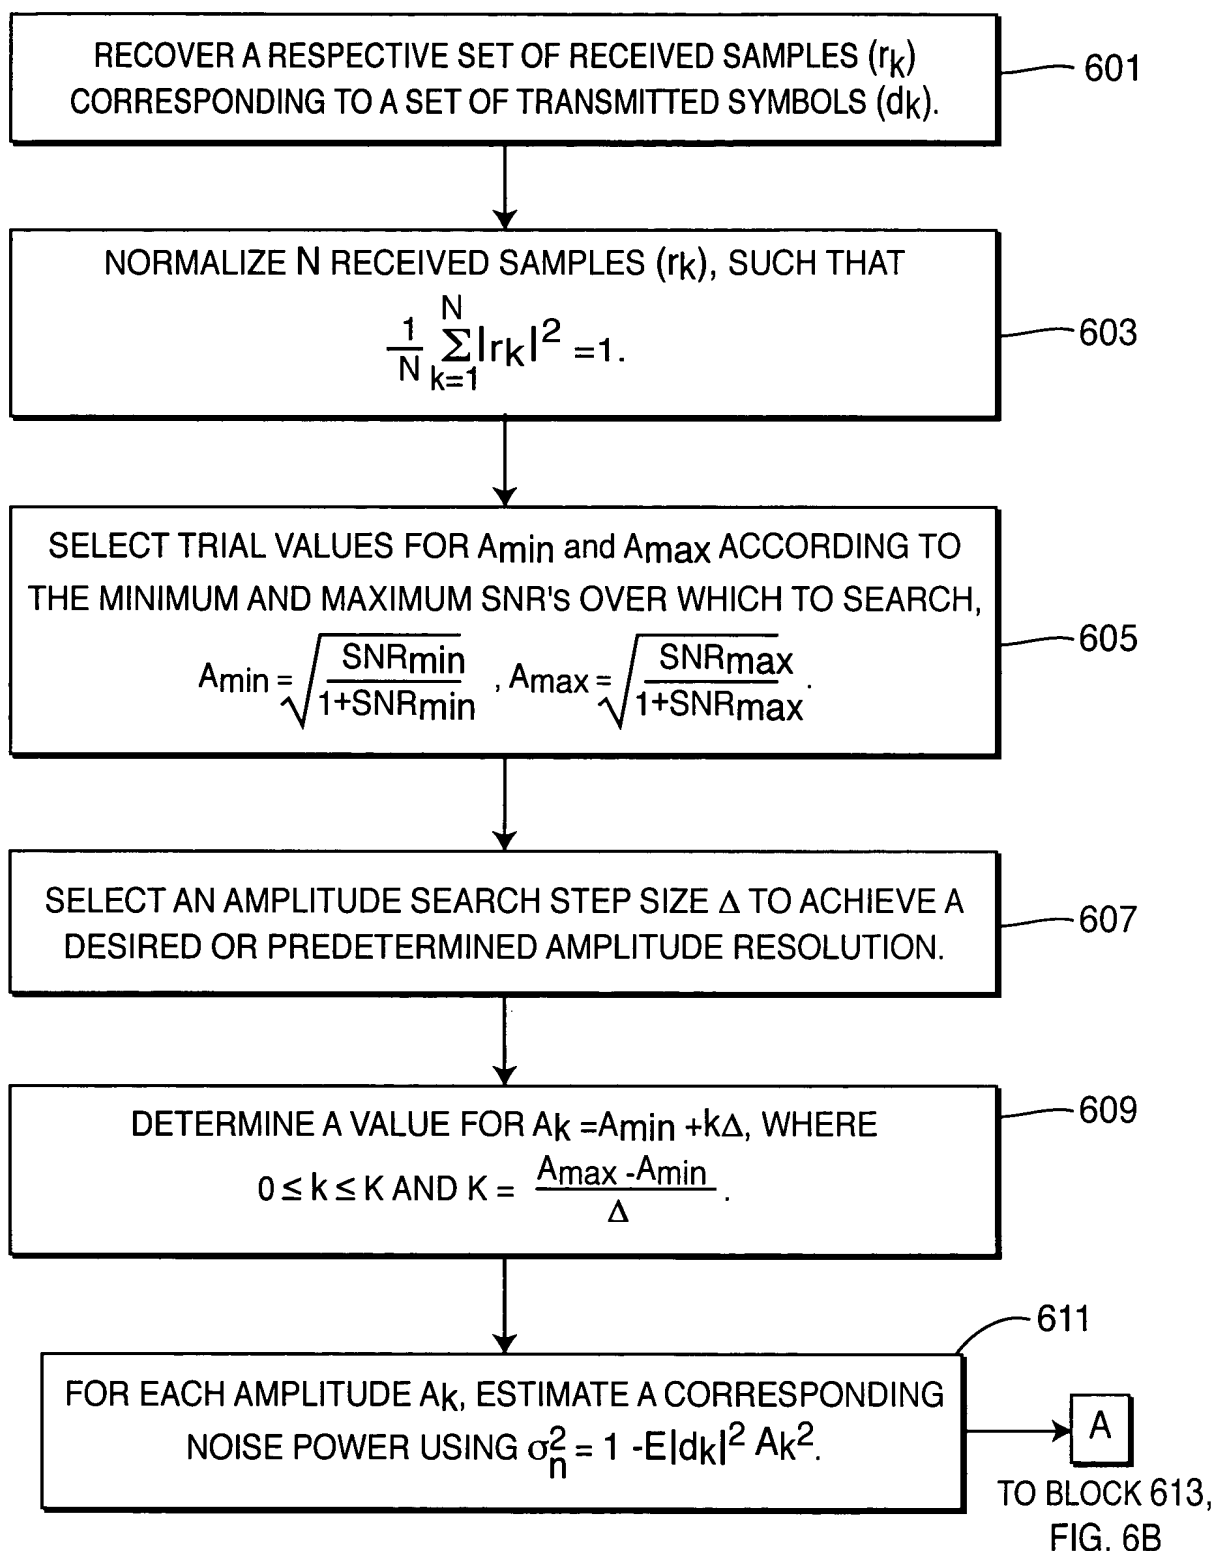 RECOVER A RESPECTIVE SET OF RECEIVED SAMPLES (rk)
CORRESPONDING TO A SET OF TRANSMITTED SYMBOLS (dk).
601
NORMALIZE N RECEIVED SAMPLES (rk), SUCH THAT
1/N Σ_{k=1}^{N} |rk|² =1.
603
SELECT TRIAL VALUES FOR Amin and Amax ACCORDING TO
THE MINIMUM AND MAXIMUM SNR's OVER WHICH TO SEARCH,
Amin = √(SNRmin / 1+SNRmin) , Amax = √(SNRmax / 1+SNRmax).
605
SELECT AN AMPLITUDE SEARCH STEP SIZE Δ TO ACHIEVE A
DESIRED OR PREDETERMINED AMPLITUDE RESOLUTION.
607
DETERMINE A VALUE FOR Ak =Amin +kΔ, WHERE
0 ≤ k ≤ K AND K = (Amax -Amin) / Δ .
609
611
FOR EACH AMPLITUDE Ak, ESTIMATE A CORRESPONDING
NOISE POWER USING σn² = 1 -E|dk|² Ak².
A
TO BLOCK 613,
FIG. 6B